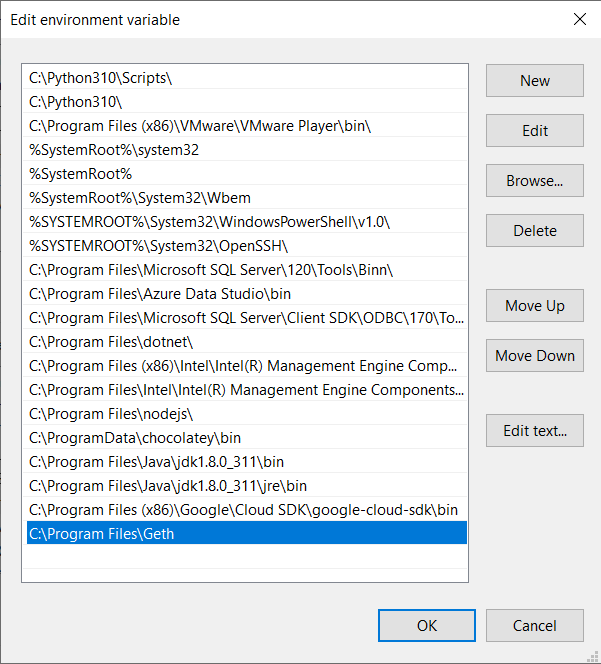 Edit environment variable
C:\Python310\Scripts\
C:\Python310\
C:\Program Files (x86)\VMware\VMware Player\bin\
%SystemRoot%\system32
%SystemRoot%
%SystemRoot%\System32\Wbem
%SYSTEMROOT%\System32\WindowsPowerShell\v1.0\
%SYSTEMROOT%\System32\OpenSSH\
C:\Program Files\Microsoft SQL Server\120\Tools\Binn\
C:\Program Files\Azure Data Studio\bin
C:\Program Files\Microsoft SQL Server\Client SDK\ODBC\170\To...
C:\Program Files\dotnet\
C:\Program Files (x86)\Intel\Intel(R) Management Engine Comp...
C:\Program Files\Intel\Intel(R) Management Engine Components...
C:\Program Files\nodejs\
C:\ProgramData\chocolatey\bin
C:\Program Files\Java\jdk1.8.0_311\bin
C:\Program Files\Java\jdk1.8.0_311\jre\bin
C:\Program Files (x86)\Google\Cloud SDK\google-cloud-sdk\bin
C:\Program Files\Geth
New
Edit
Browse...
Delete
Move Up
Move Down
Edit text...
OK
Cancel